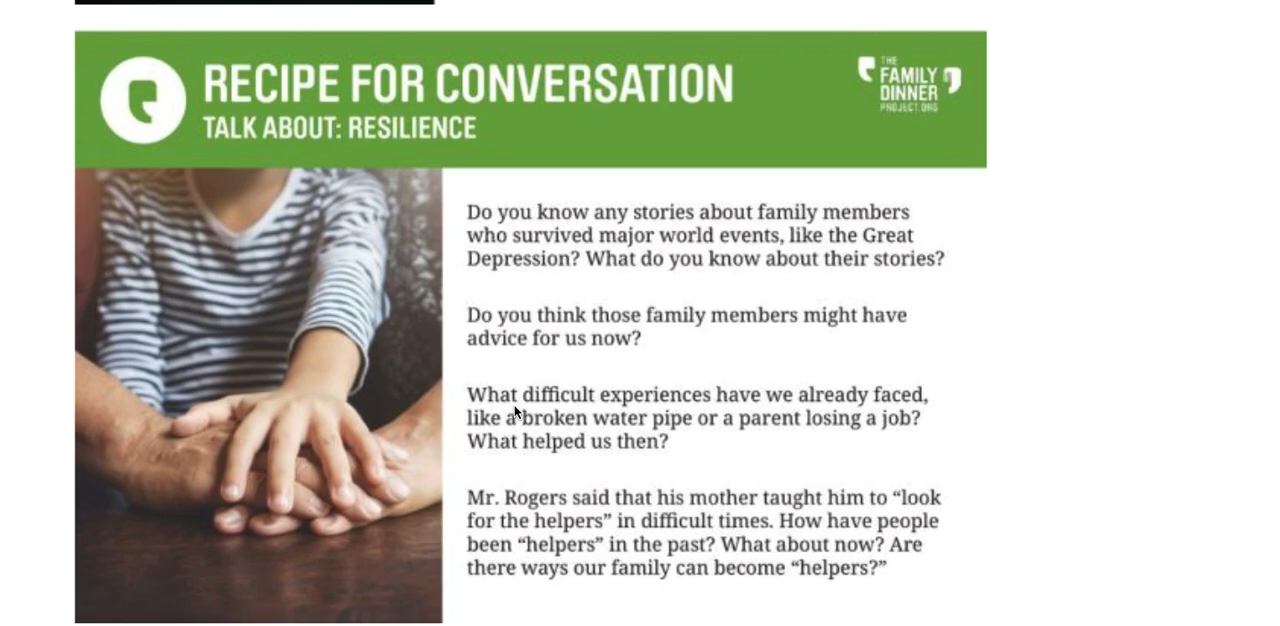 RECIPE FOR CONVERSATION
TALK ABOUT: RESILIENCE
THE
FAMILY
DINNER
PROJECT.ORG
Do you know any stories about family members
who survived major world events, like the Great
Depression? What do you know about their stories?
Do you think those family members might have
advice for us now?
What difficult experiences have we already faced,
like a broken water pipe or a parent losing a job?
What helped us then?
Mr. Rogers said that his mother taught him to “look
for the helpers” in difficult times. How have people
been “helpers” in the past? What about now? Are
there ways our family can become “helpers?”